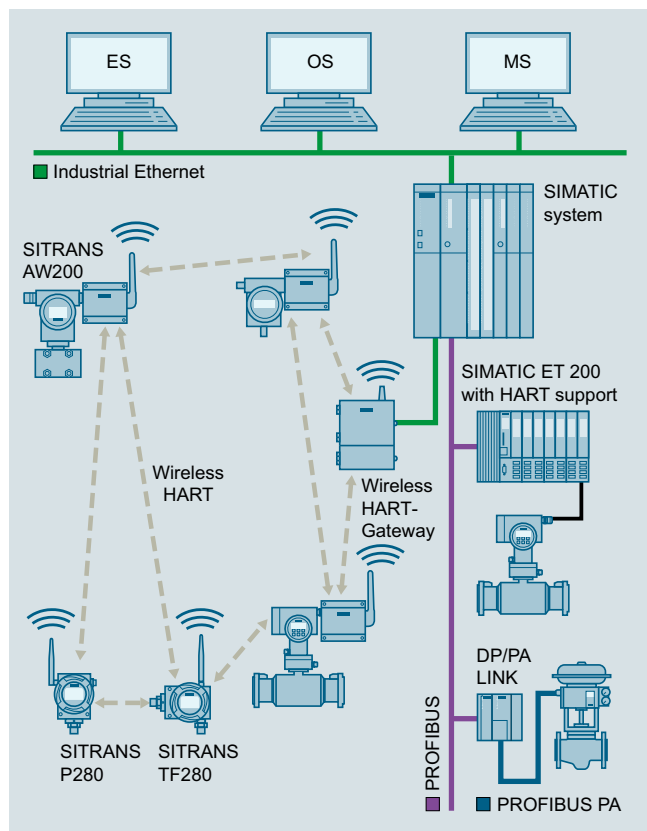 ES
OS
MS
Industrial Ethernet
SIMATIC
system
SITRANS
AW200
SIMATIC ET 200
with HART support
Wireless
HART
Wireless
HART-
Gateway
DP/PA
LINK
SITRANS
P280
SITRANS
TF280
PROFIBUS
PROFIBUS PA